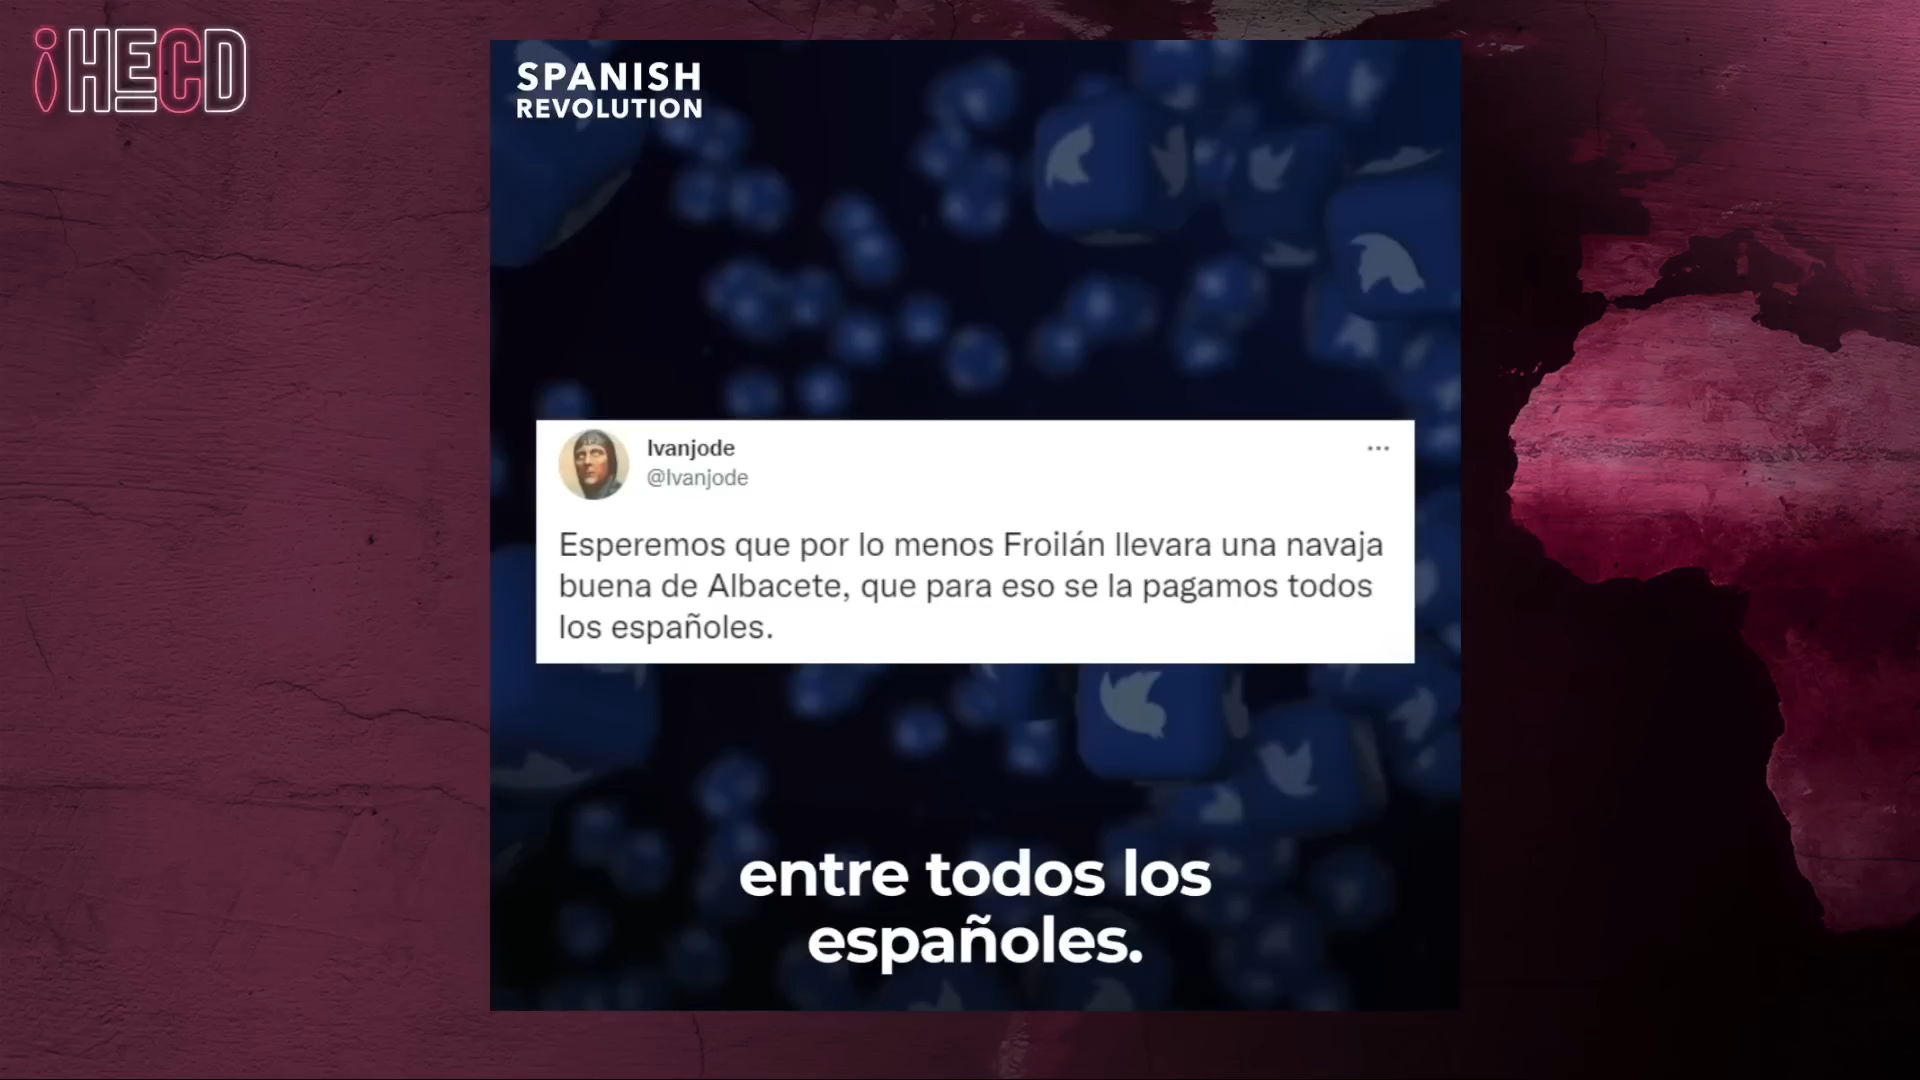 ¡HECD
SPANISH
REVOLUTION
Ivanjode
@Ivanjode
Esperemos que por lo menos Froilán llevara una navaja
buena de Albacete, que para eso se la pagamos todos
los españoles.
entre todos los
españoles.